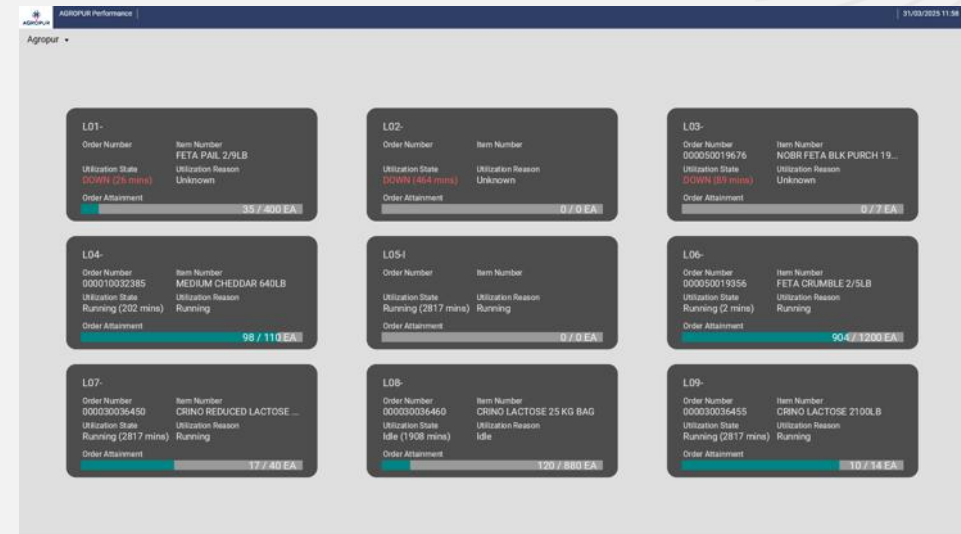 AGROPUR
AGROPUR Performance
31/03/2025 11:56
Agropur
L01-
Order Number Item Number
FETA PAIL 2/9LB
Utilization State Utilization Reason
DOWN (26 mins) Unknown
Order Attainment
35 / 400 EA
L02-
Order Number Item Number
Utilization State Utilization Reason
DOWN (464 mins) Unknown
Order Attainment
0 / 0 EA
L03-
Order Number Item Number
000050019676 NOBR FETA BLK PURCH 19...
Utilization State Utilization Reason
DOWN (89 mins) Unknown
Order Attainment
0 / 7 EA
L04-
Order Number Item Number
000010032385 MEDIUM CHEDDAR 640LB
Utilization State Utilization Reason
Running (202 mins) Running
Order Attainment
98 / 110 EA
L05-I
Order Number Item Number
Utilization State Utilization Reason
Running (2817 mins) Running
Order Attainment
0 / 0 EA
L06-
Order Number Item Number
000050019356 FETA CRUMBLE 2/5LB
Utilization State Utilization Reason
Running (2 mins) Running
Order Attainment
904 / 1200 EA
L07-
Order Number Item Number
000030036450 CRINO REDUCED LACTOSE ...
Utilization State Utilization Reason
Running (2817 mins) Running
Order Attainment
17 / 40 EA
L08-
Order Number Item Number
000030036460 CRINO LACTOSE 25 KG BAG
Utilization State Utilization Reason
Idle (1908 mins) Idle
Order Attainment
120 / 880 EA
L09-
Order Number Item Number
000030036455 CRINO LACTOSE 2100LB
Utilization State Utilization Reason
Running (2817 mins) Running
Order Attainment
10 / 14 EA